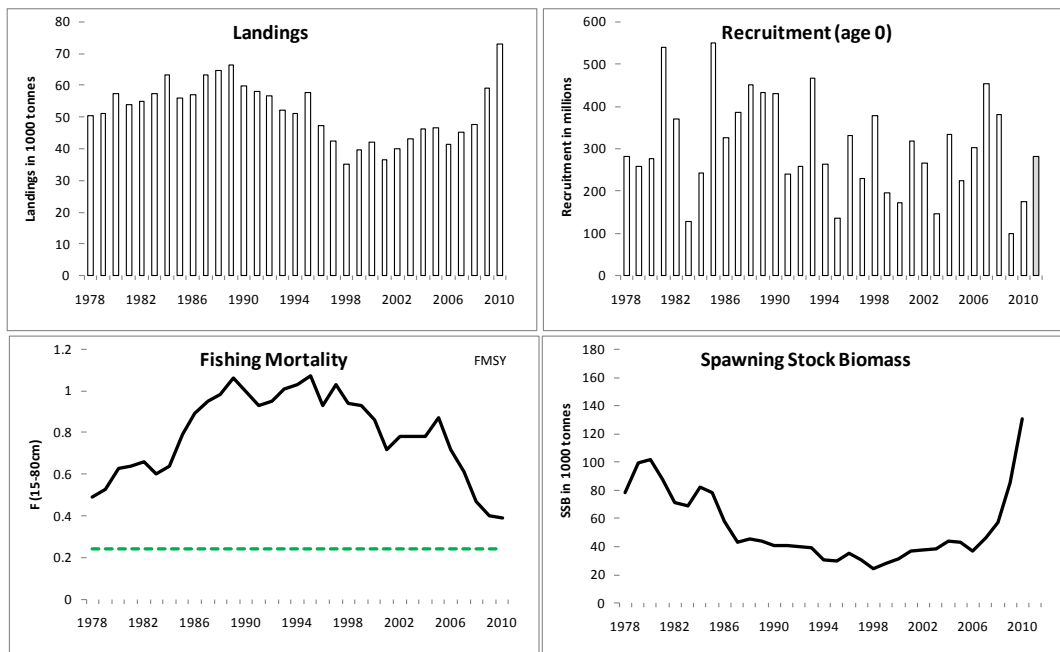 Landings
Landings in 1000 tonnes
80
70
60
50
40
30
20
10
0
1978 1982 1986 1990 1994 1998 2002 2006 2010
Recruitment (age 0)
Recruitment in millions
600
500
400
300
200
100
0
1978 1982 1986 1990 1994 1998 2002 2006 2010
Fishing Mortality
FMSY
F (15-80cm)
1.2
1
0.8
0.6
0.4
0.2
0
1978 1982 1986 1990 1994 1998 2002 2006 2010
Spawning Stock Biomass
SSB in 1000 tonnes
180
160
140
120
100
80
60
40
20
0
1978 1982 1986 1990 1994 1998 2002 2006 2010